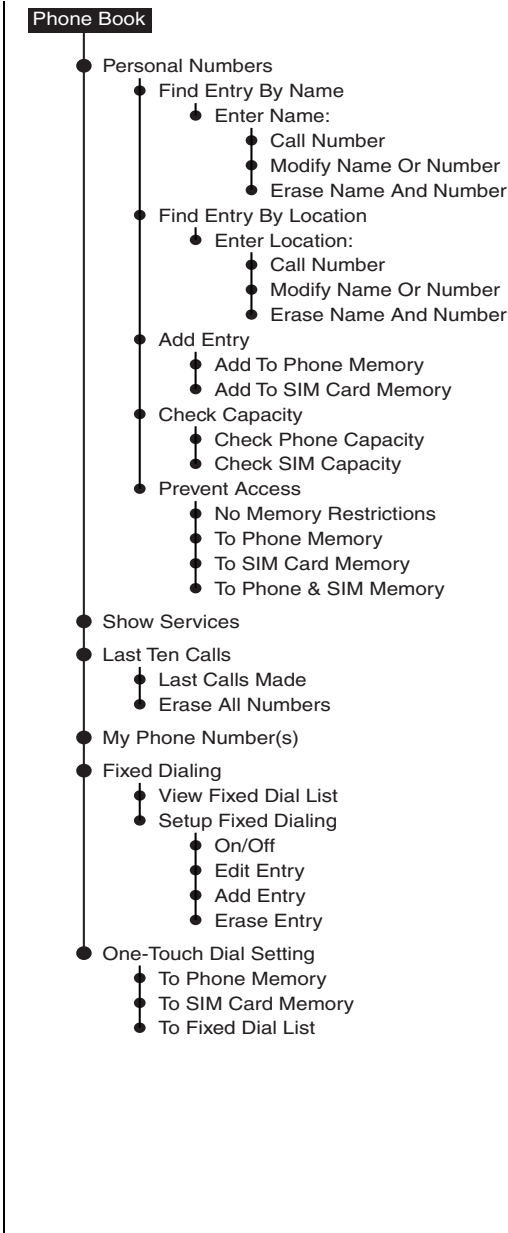 Phone Book
Personal Numbers
Find Entry By Name
Enter Name:
Call Number
Modify Name Or Number
Erase Name And Number
Find Entry By Location
Enter Location:
Call Number
Modify Name Or Number
Erase Name And Number
Add Entry
Add To Phone Memory
Add To SIM Card Memory
Check Capacity
Check Phone Capacity
Check SIM Capacity
Prevent Access
No Memory Restrictions
To Phone Memory
To SIM Card Memory
To Phone & SIM Memory
Show Services
Last Ten Calls
Last Calls Made
Erase All Numbers
My Phone Number(s)
Fixed Dialing
View Fixed Dial List
Setup Fixed Dialing
On/Off
Edit Entry
Add Entry
Erase Entry
One-Touch Dial Setting
To Phone Memory
To SIM Card Memory
To Fixed Dial List